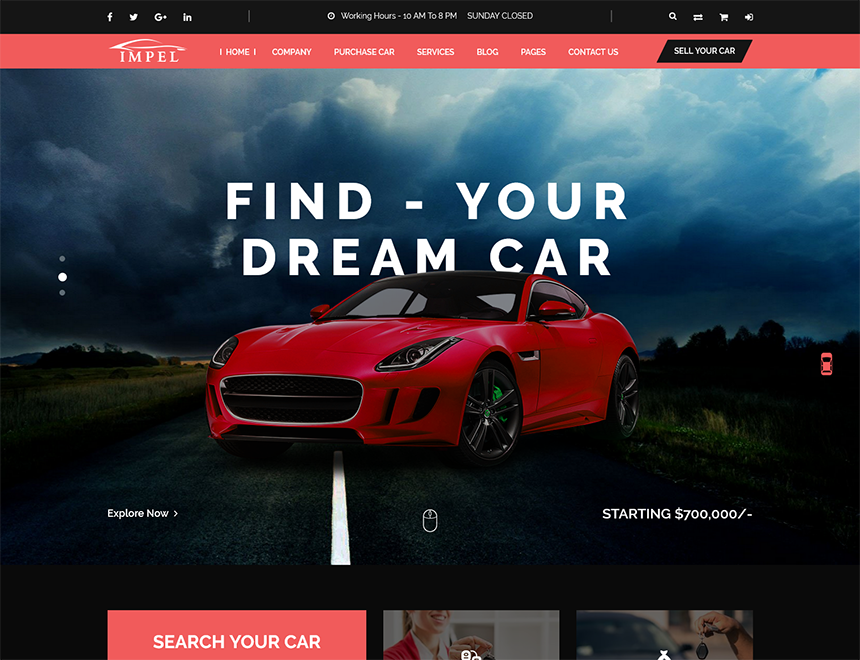 Working Hours - 10 AM To 8 PM SUNDAY CLOSED
IMPEL
HOME COMPANY PURCHASE CAR SERVICES BLOG PAGES CONTACT US SELL YOUR CAR
FIND - YOUR
DREAM CAR
Explore Now
STARTING $700,000/-
SEARCH YOUR CAR